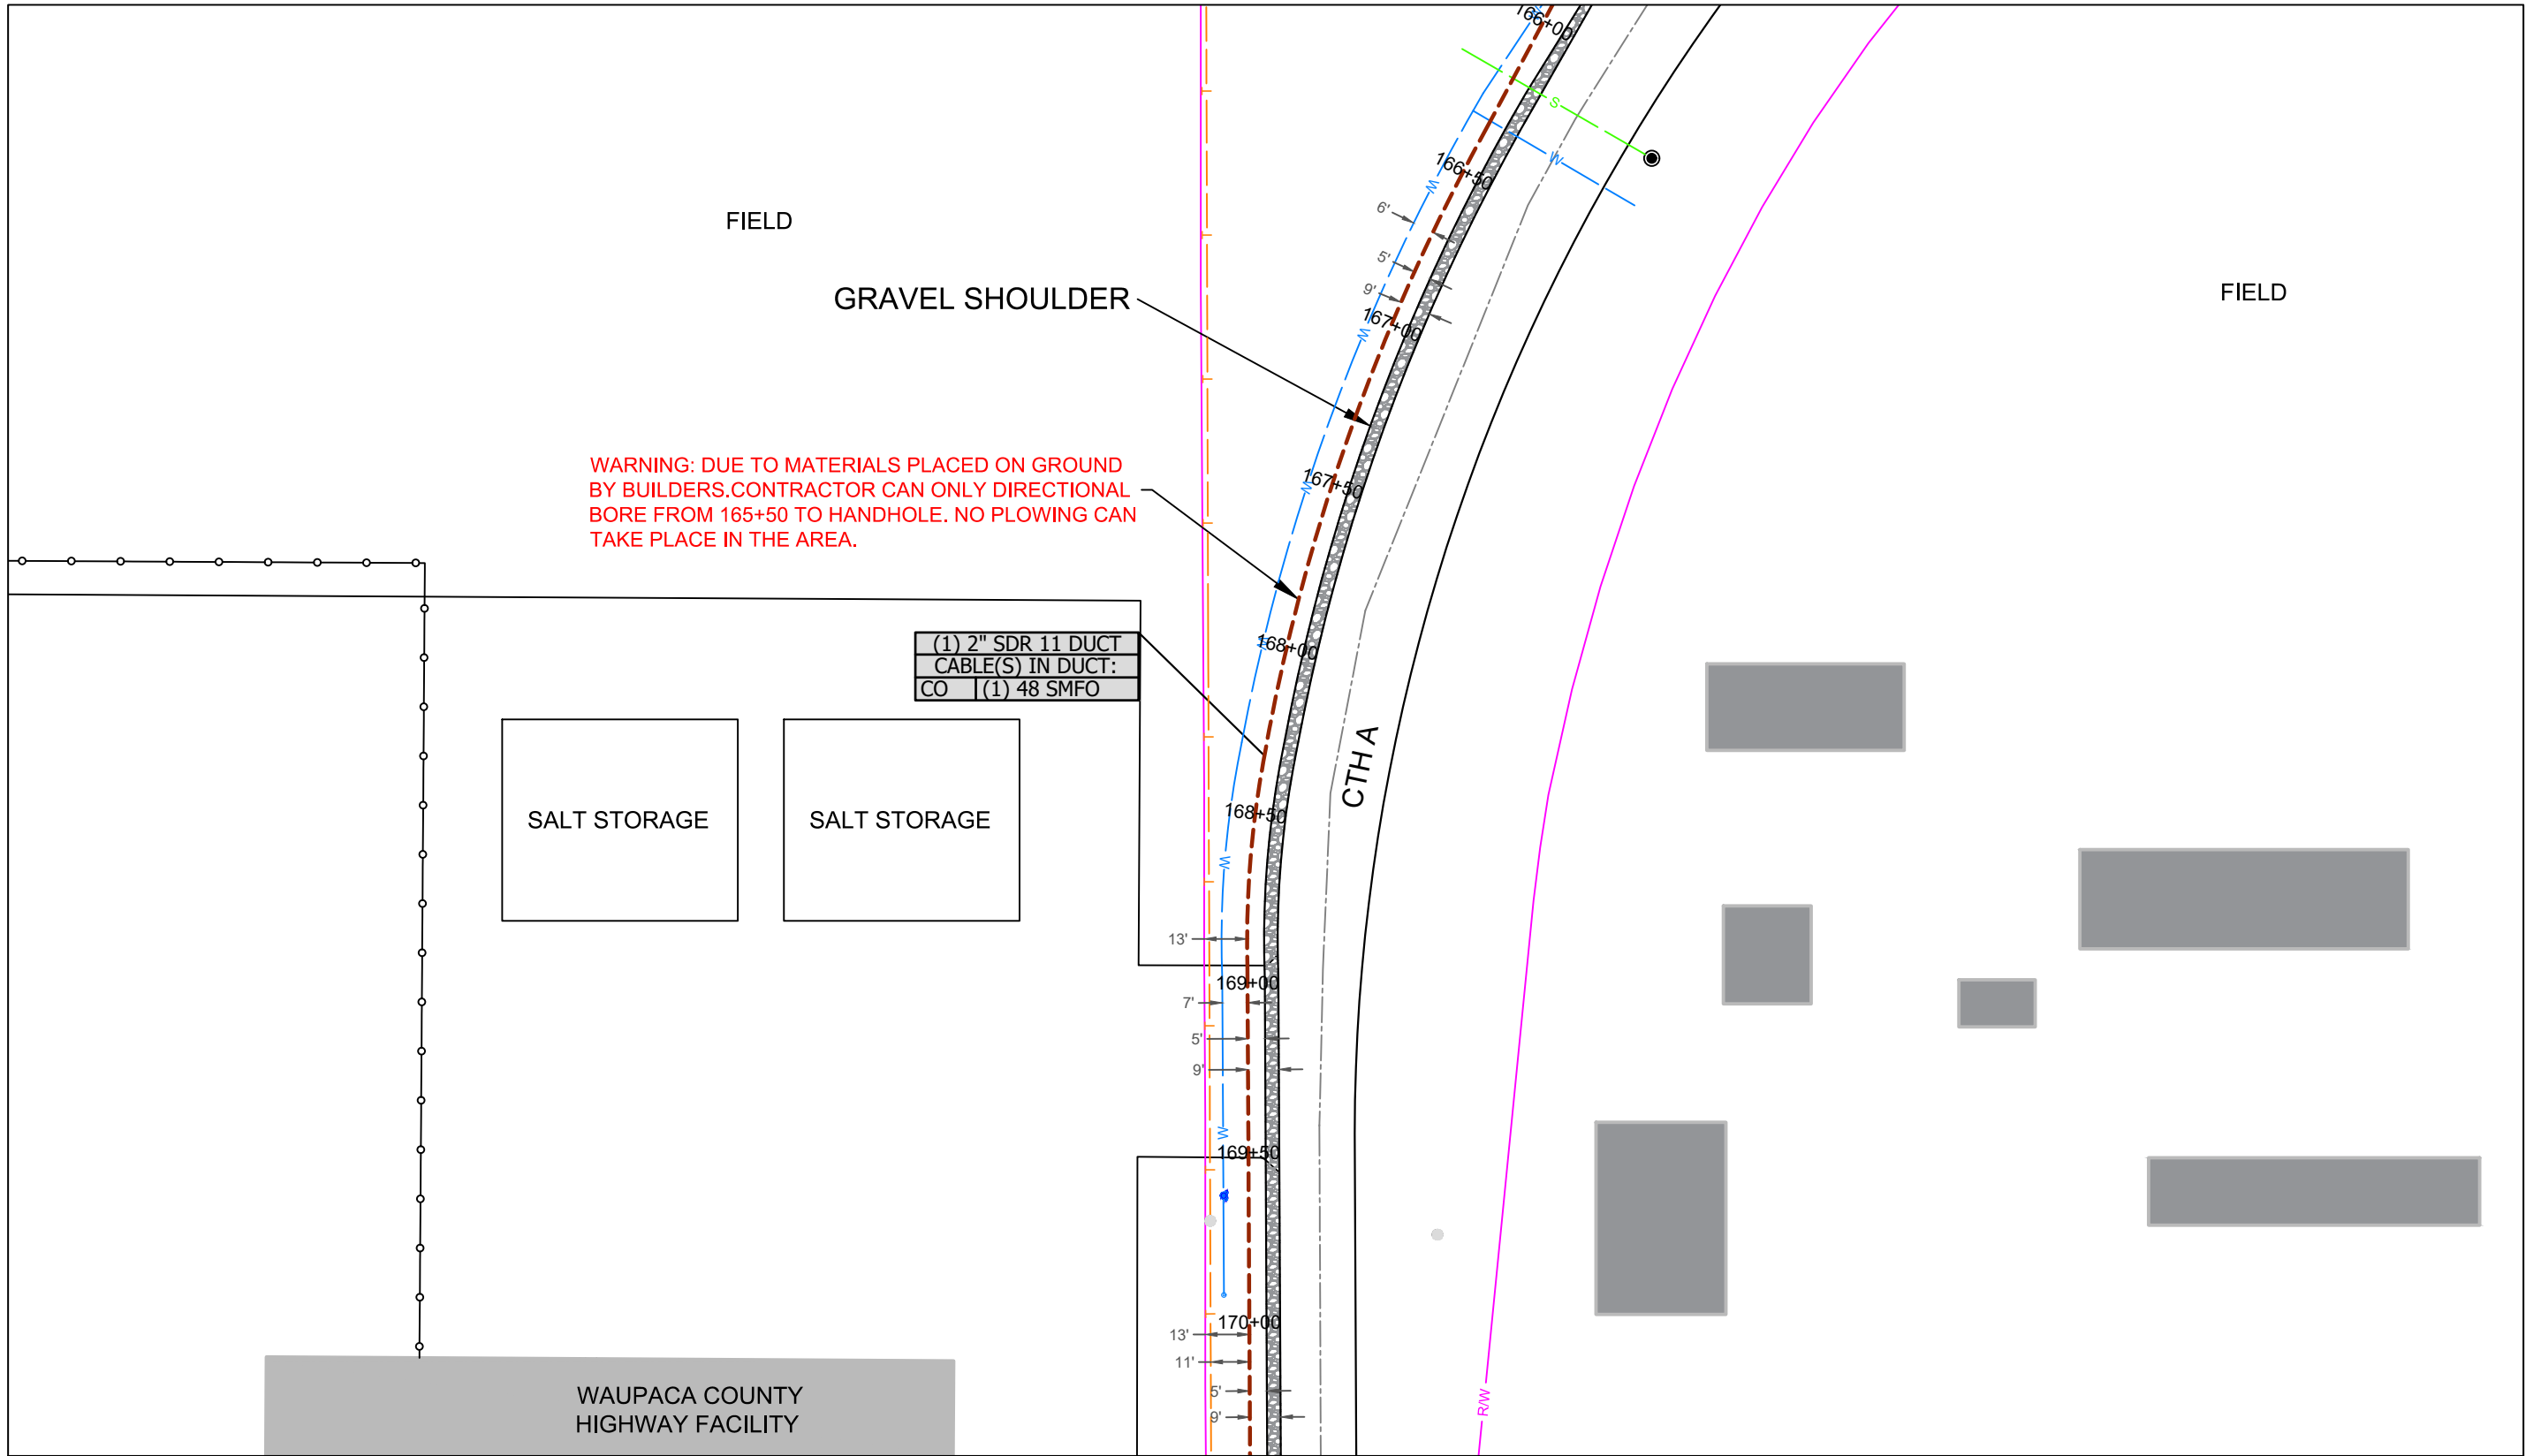 166+00
S
W
166+50
W
FIELD
6'
5'
9'
FIELD
GRAVEL SHOULDER
167+00
W
WARNING: DUE TO MATERIALS PLACED ON GROUND
BY BUILDERS.CONTRACTOR CAN ONLY DIRECTIONAL
BORE FROM 165+50 TO HANDHOLE. NO PLOWING CAN
TAKE PLACE IN THE AREA.
167+50
W
(1) 2" SDR 11 DUCT
CABLE(S) IN DUCT:
CO (1) 48 SMFO
168+00
W
CTH A
SALT STORAGE
SALT STORAGE
168+50
W
13'
169+00
7'
5'
9'
W
169+50
170+00
13'
11'
5'
9'
R/W
WAUPACA COUNTY
HIGHWAY FACILITY